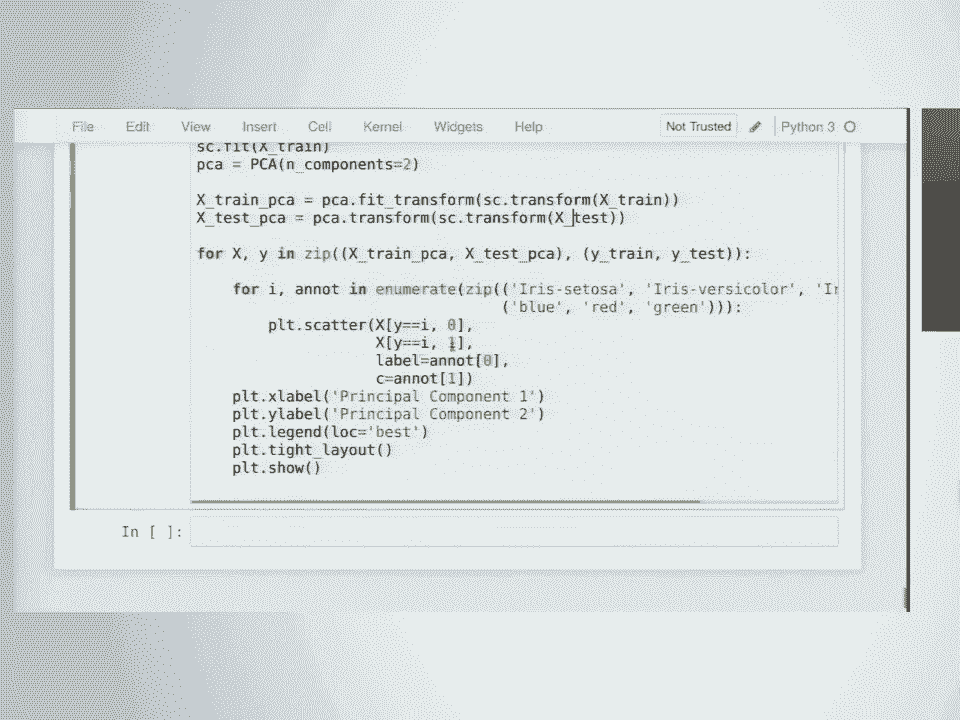 File Edit View Insert Cell Kernel Widgets Help Not Trusted Python 3
sc.fit(X_train)
pca = PCA(n_components=2)
X_train_pca = pca.fit_transform(sc.transform(X_train))
X_test_pca = pca.transform(sc.transform(X_test))
for X, y in zip((X_train_pca, X_test_pca), (y_train, y_test)):
for i, annot in enumerate(zip(('Iris-setosa', 'Iris-versicolor', 'Ir
('blue', 'red', 'green'))):
plt.scatter(X[y==i, 0],
X[y==i, 1],
label=annot[0],
c=annot[1])
plt.xlabel('Principal Component 1')
plt.ylabel('Principal Component 2')
plt.legend(loc='best')
plt.tight_layout()
plt.show()
In [ ]: